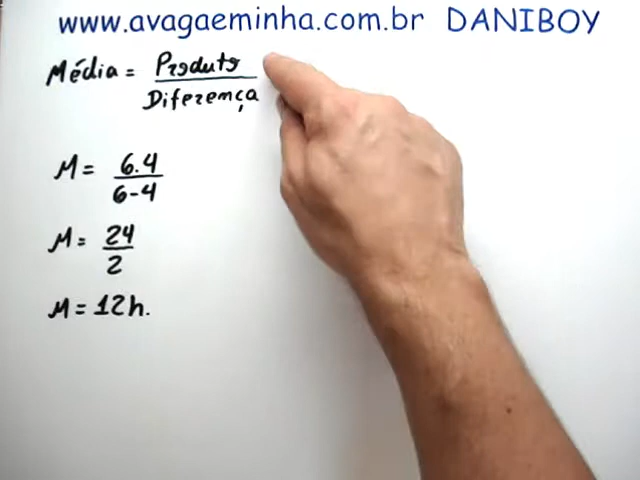 www.avagaeminha.com.br DANIBOY
Média = Produto
Diferença
M = 6.4
6-4
M = 24
2
M = 12h.